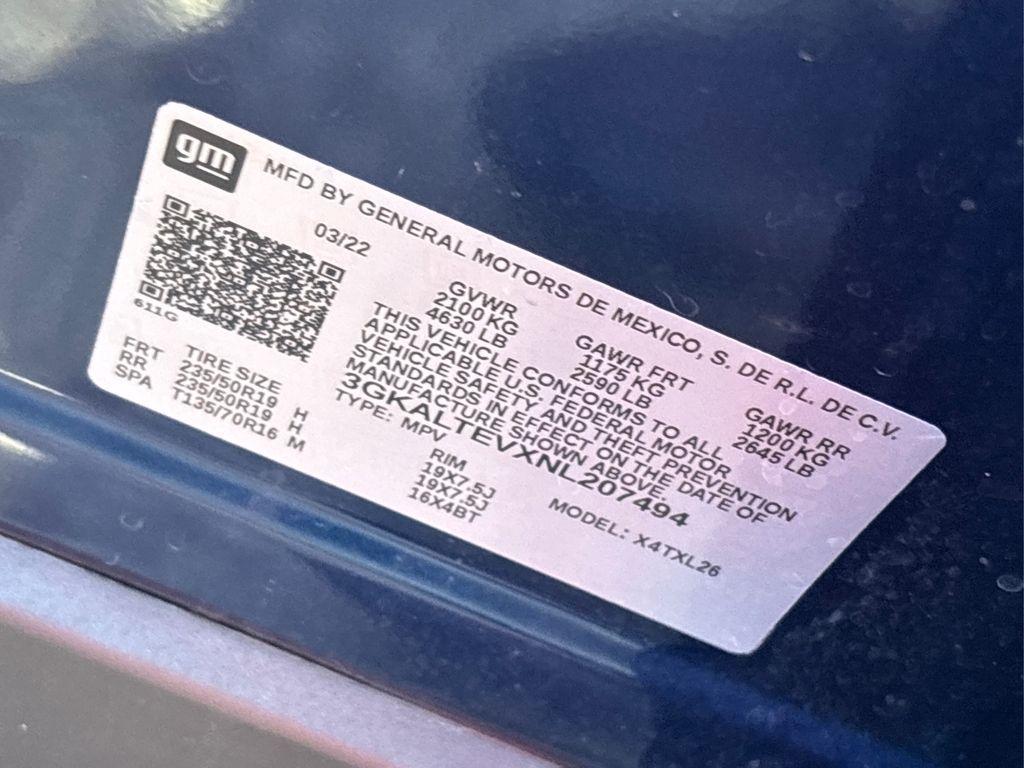 gm
MFD BY GENERAL MOTORS DE MEXICO, S. DE R.L. DE C.V.
03/22
GVWR GAWR FRT GAWR RR
2100 KG 1175 KG 1200 KG
4630 LB 2590 LB 2645 LB
THIS VEHICLE CONFORMS TO ALL
APPLICABLE U.S. FEDERAL MOTOR
VEHICLE SAFETY AND THEFT PREVENTION
STANDARDS IN EFFECT ON THE DATE OF
MANUFACTURE SHOWN ABOVE.
611G
3GKALTEVXNL207494
TYPE: MPV MODEL: X4TXL26
TIRE SIZE RIM
FRT 235/50R19 H 19X7.5J
RR 235/50R19 H 19X7.5J
SPA T135/70R16 M 16X4BT